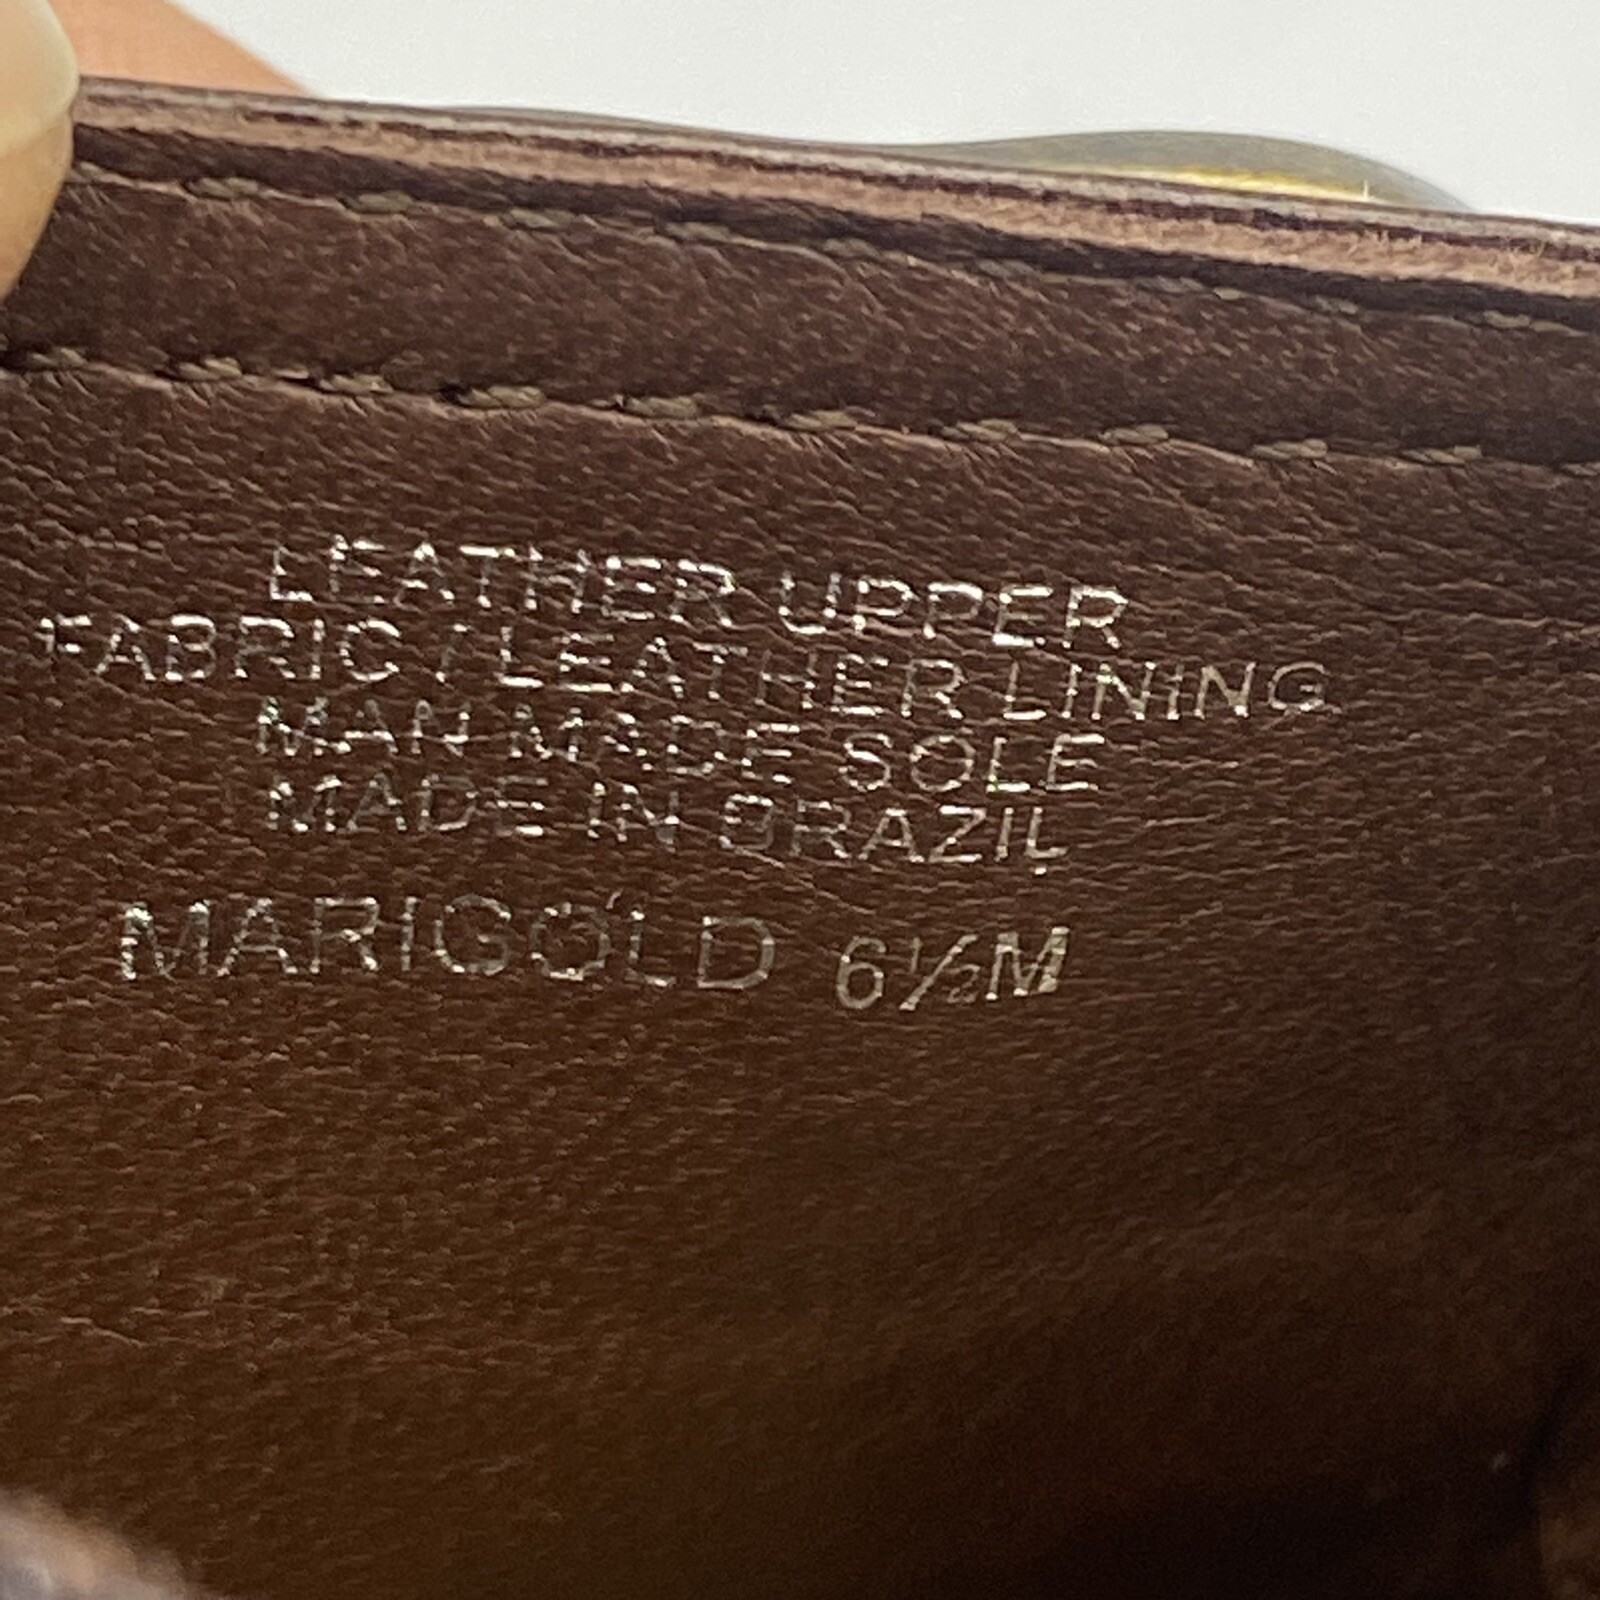 LEATHER UPPER
FABRIC / LEATHER LINING
MAN MADE SOLE
MADE IN BRAZIL
MARIGOLD 6½M